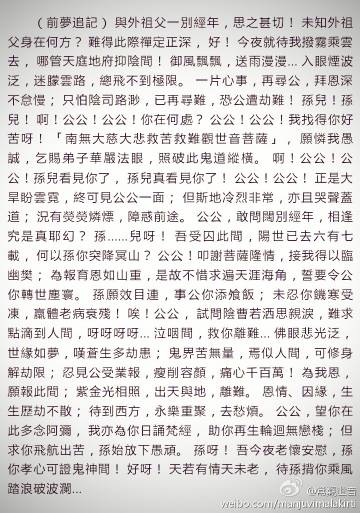 （前夢追記）與外祖父一別經年，思之甚切！未知外祖
父身在何方？難得此際禪定正深，好！今夜就待我撥霧乘雲
去，哪管天庭地府抑陰間！御風飄飄，送雨漫漫…入眼煙波
泛，迷朦雲路，總飛不到極限。一片心事，再尋公，拜恩深
不怠慢；只怕陰司路渺，已再尋難，恐公遭劫難！孫兒！孫
兒！啊！公公！公公！你在何處？公公！公公！我找得你好
苦呀！「南無大慈大悲救苦救難觀世音菩薩」，願憐我愚
誠，乞賜弟子華嚴法眼，照破此鬼道縱橫。啊！公公！公
公！孫兒看見你了，孫兒真看見你了！公公！公公！正是大
旱盼雲霓，終可見公公一面；但斯地冷烈非常，亦且哭聲蓋
道；況有熒熒燐煙，障惑前途。公公，敢問闊別經年，相逢
究是真耶幻？孫……兒呀！吾受囚此間，陽世已去六有七
載，何以孫你突降冥山？公公！叩謝菩薩隆情，接我得以臨
幽樊；為報育恩如山重，是故不惜求遍天涯海角，誓要令公
你轉世塵寰。孫願效目連，事公你添飧飯；未忍你饑寒受
凍，羸體老病衰殘！唉！公公，試問陰曹若洒思親淚，難求
點滴到人間，呀呀呀呀…泣咽間，救你離難…佛眼悲光泛，
世緣如夢，嘆蒼生多劫患；鬼界苦無量，焉似人間，可修身
解劫限；忍見公受業報，瘦削容顏，痛心千百萬！為我恩，
願報此間；紫金光相照，出天與地，離難。恩情、因緣，生
生歷劫不散；待到西方，永樂重聚，去愁煩。公公，望你在
此多念阿彌，我亦為你日誦梵經，助你再生輪迴無戀棧；但
求你飛航出苦，孫始放下愚頑。孫呀！吾今夜老懷安慰，孫
你孝心可證鬼神間！好呀！天若有情天未老，待孫揹你乘風
踏浪破波瀾…
weibo.com/manjuvimalakirti